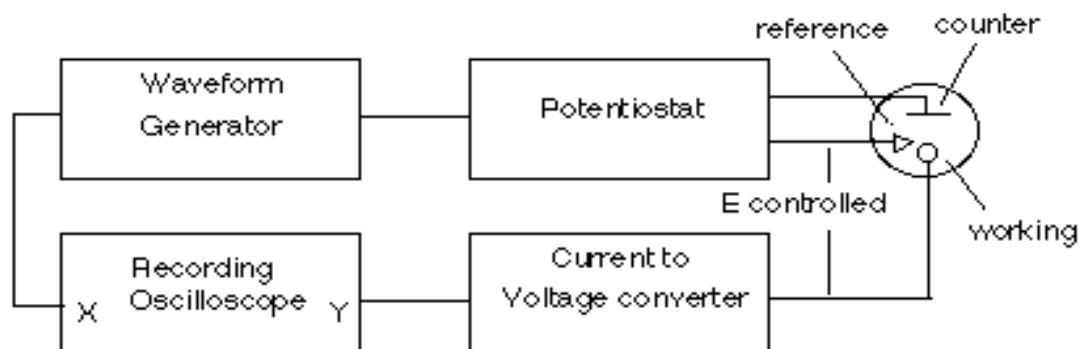 reference
counter
Waveform
Generator
Potentiostat
E controlled
working
Recording
Oscilloscope
X
Y
Current to
Voltage converter